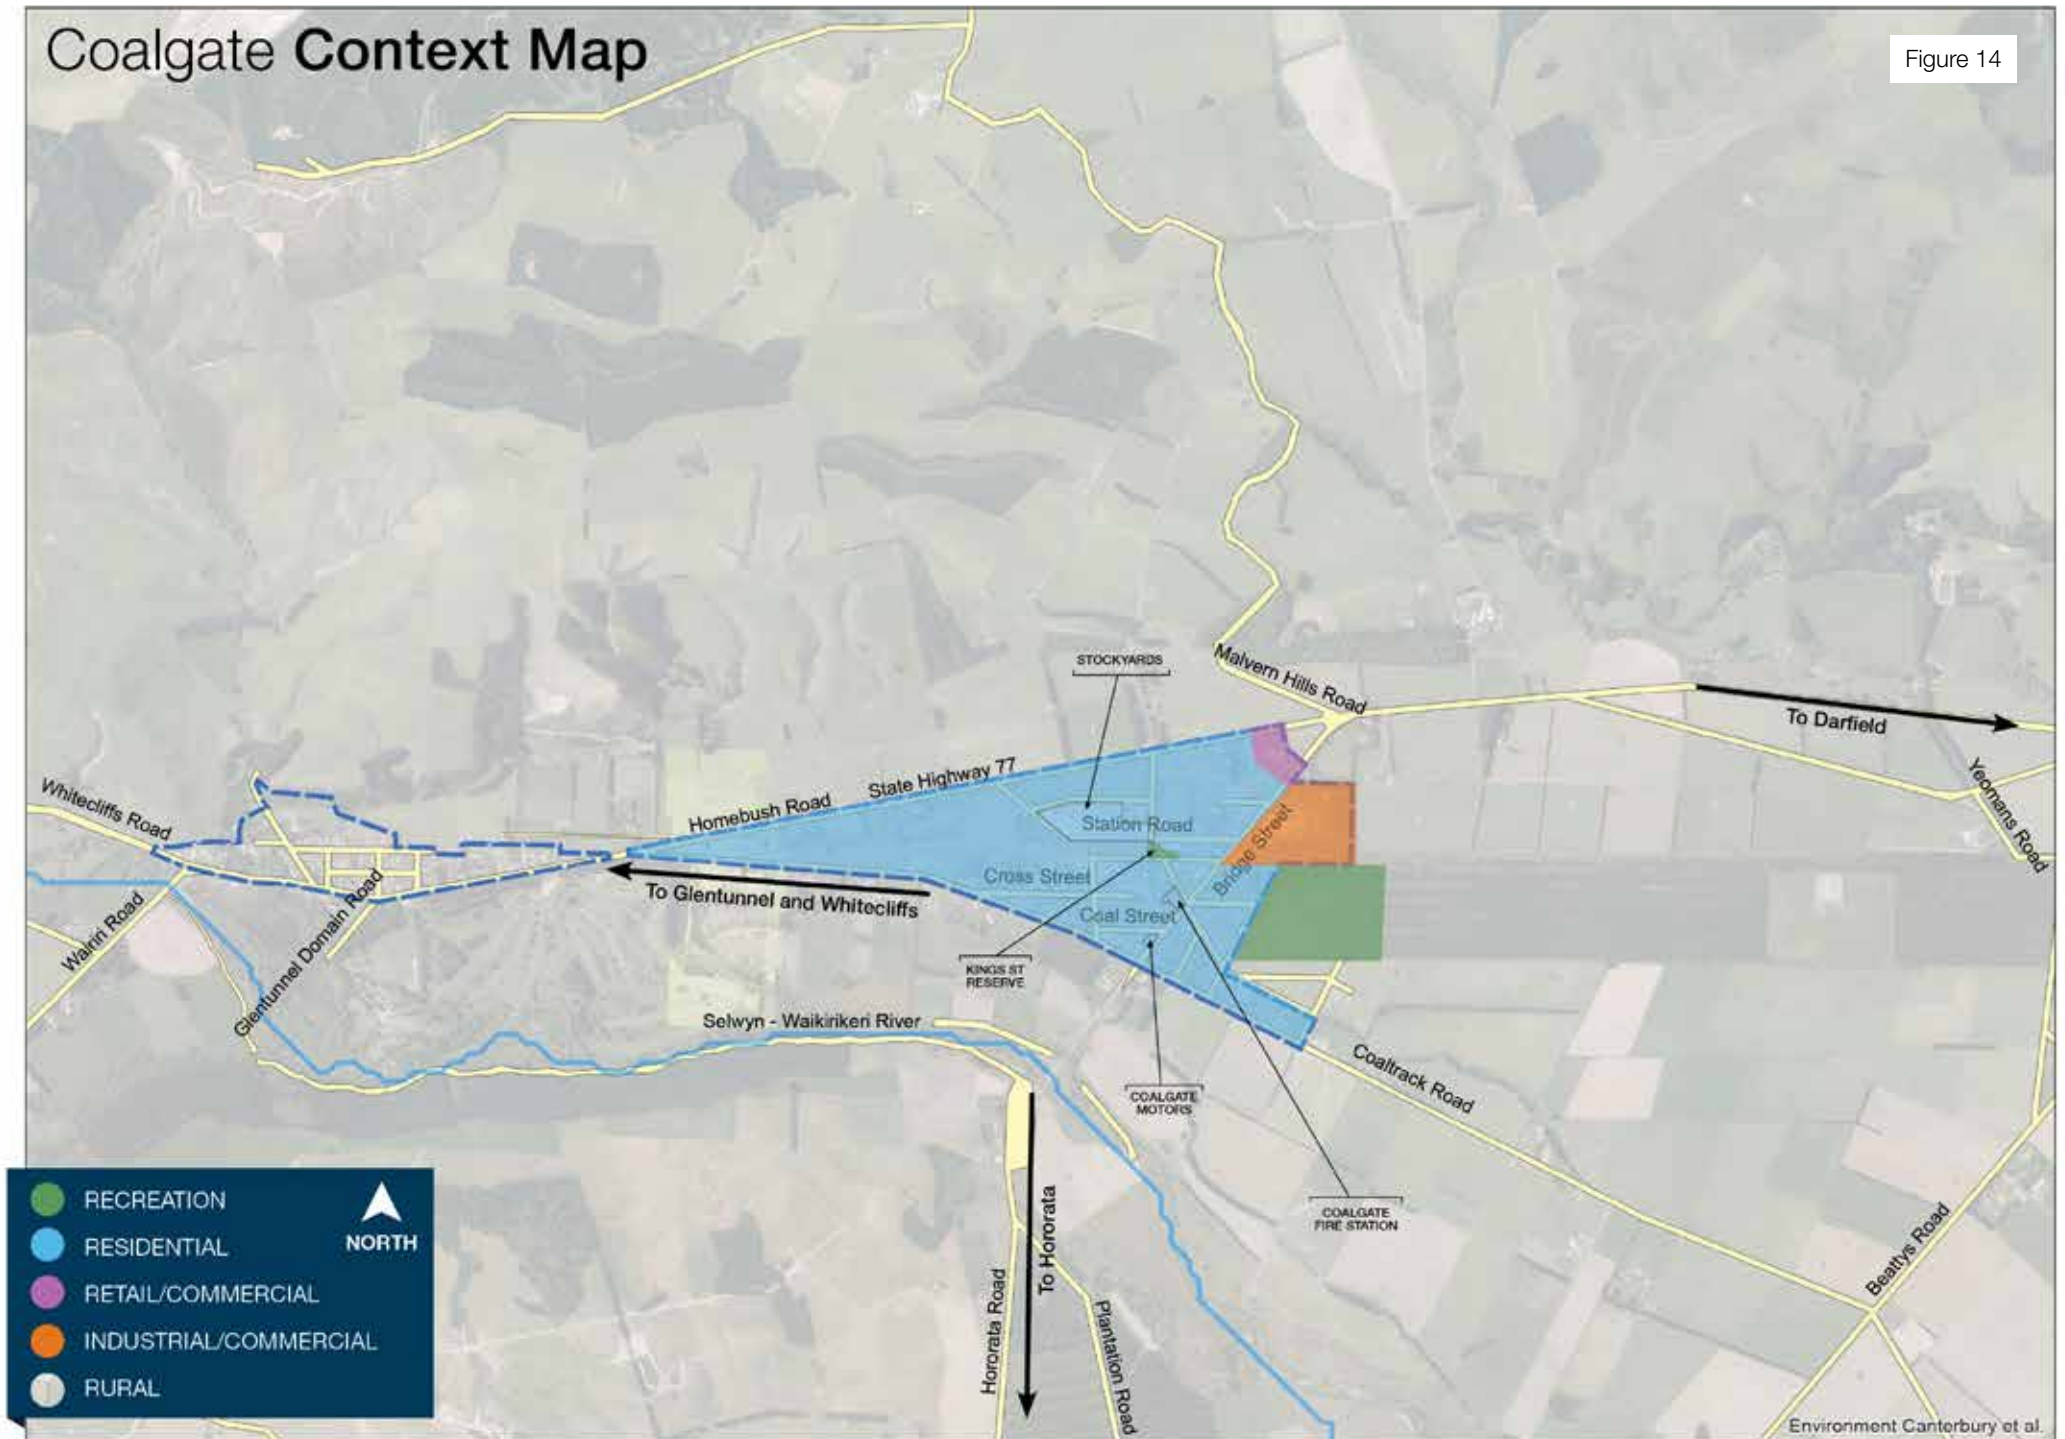 Coalgate Context Map
Figure 14
STOCKYARDS
Malvern Hills Road
To Darfield
Yeomans Road
Whitecliffs Road
Homebush Road
State Highway 77
Station Road
Bridge Street
Cross Street
Coal Street
To Glentunnel and Whitecliffs
Wairiri Road
Glentunnel Domain Road
KINGS ST
RESERVE
Selwyn - Waikirikeri River
COALGATE
MOTORS
Coaltrack Road
COALGATE
FIRE STATION
To Hororata
Hororata Road
Plantation Road
Beattys Road
RECREATION
RESIDENTIAL
RETAIL/COMMERCIAL
INDUSTRIAL/COMMERCIAL
RURAL
NORTH
Environment Canterbury et al.